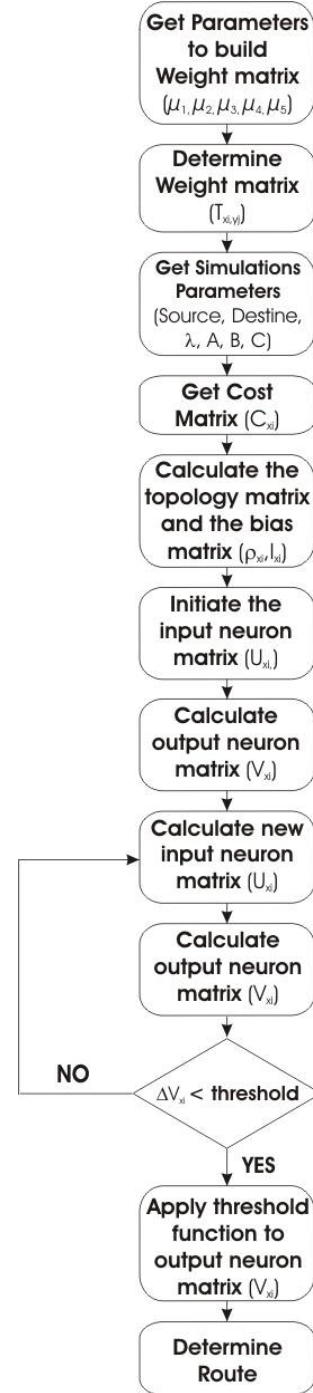 Get Parameters
to build
Weight matrix
(μ₁, μ₂, μ₃, μ₄, μ₅)
Determine
Weight matrix
(Tₓᵢ,ᵧⱼ)
Get Simulations
Parameters
(Source, Destine,
λ, A, B, C)
Get Cost
Matrix (Cₓᵢ)
Calculate the
topology matrix
and the bias
matrix (ρₓᵢ, Iₓᵢ)
Initiate the
input neuron
matrix (Uₓᵢ,)
Calculate
output neuron
matrix (Vₓᵢ)
Calculate new
input neuron
matrix (Uₓᵢ)
Calculate
output neuron
matrix (Vₓᵢ)
NO
ΔVₓᵢ < threshold
YES
Apply threshold
function to
output neuron
matrix (Vₓᵢ)
Determine
Route